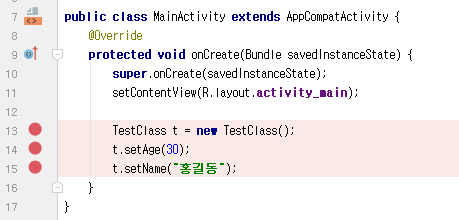 7 public class MainActivity extends AppCompatActivity {
8 @Override
9 protected void onCreate(Bundle savedInstanceState) {
10 super.onCreate(savedInstanceState);
11 setContentView(R.layout.activity_main);
12
13 TestClass t = new TestClass();
14 t.setAge(30);
15 t.setName("홍길동");
16 }
17 }